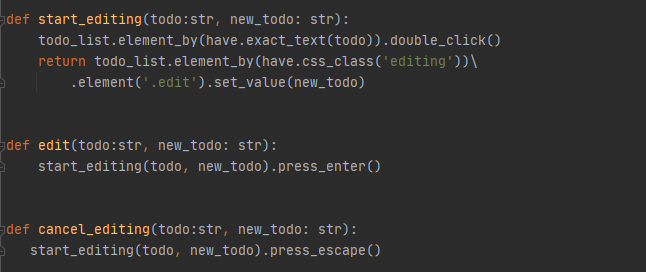 def start_editing(todo:str, new_todo: str):
    todo_list.element_by(have.exact_text(todo)).double_click()
    return todo_list.element_by(have.css_class('editing'))\
        .element('.edit').set_value(new_todo)
def edit(todo:str, new_todo: str):
    start_editing(todo, new_todo).press_enter()
def cancel_editing(todo:str, new_todo: str):
   start_editing(todo, new_todo).press_escape()